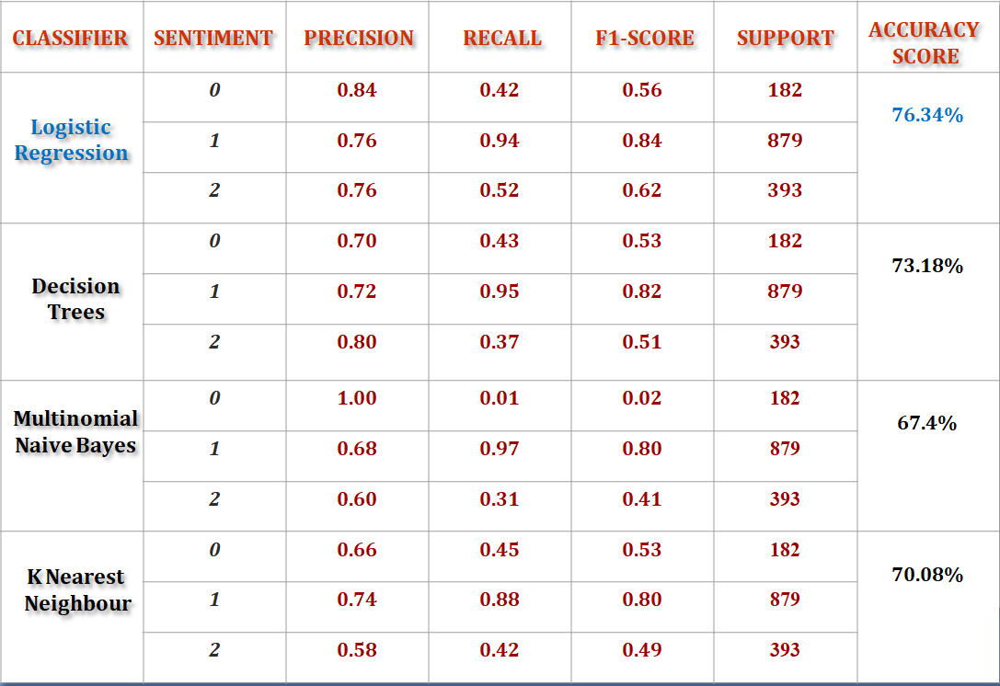 CLASSIFIER SENTIMENT PRECISION RECALL F1-SCORE SUPPORT ACCURACY SCORE
Logistic Regression
0 0.84 0.42 0.56 182 76.34%
1 0.76 0.94 0.84 879
2 0.76 0.52 0.62 393
Decision Trees
0 0.70 0.43 0.53 182 73.18%
1 0.72 0.95 0.82 879
2 0.80 0.37 0.51 393
Multinomial Naive Bayes
0 1.00 0.01 0.02 182 67.4%
1 0.68 0.97 0.80 879
2 0.60 0.31 0.41 393
K Nearest Neighbour
0 0.66 0.45 0.53 182 70.08%
1 0.74 0.88 0.80 879
2 0.58 0.42 0.49 393